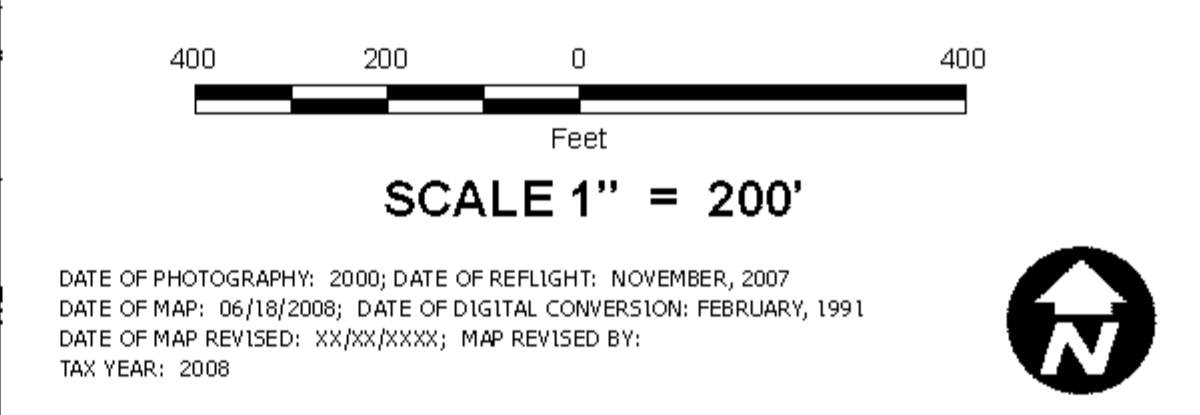 400 200 0 400
Feet
SCALE 1" = 200'
DATE OF PHOTOGRAPHY: 2000; DATE OF REFLIGHT: NOVEMBER, 2007
DATE OF MAP: 06/18/2008; DATE OF DIGITAL CONVERSION: FEBRUARY, 1991
DATE OF MAP REVISED: XX/XX/XXXX; MAP REVISED BY:
TAX YEAR: 2008
N